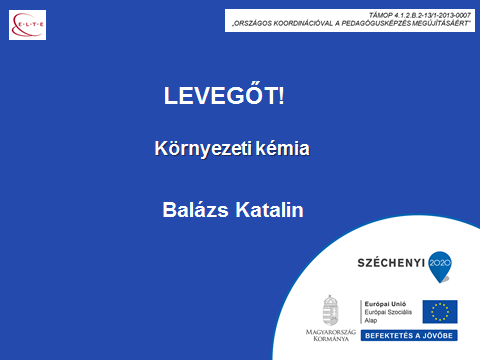 E L T E
TÁMOP 4.1.2.B.2-13/1-2013-0007
„ORSZÁGOS KOORDINÁCIÓVAL A PEDAGÓGUSKÉPZÉS MEGÚJÍTÁSÁÉRT"
LEVEGŐT!
Környezeti kémia
Balázs Katalin
SZÉCHENYI 2020
MAGYARORSZÁG
KORMÁNYA
Európai Unió
Európai Szociális
Alap
BEFEKTETÉS A JÖVŐBE